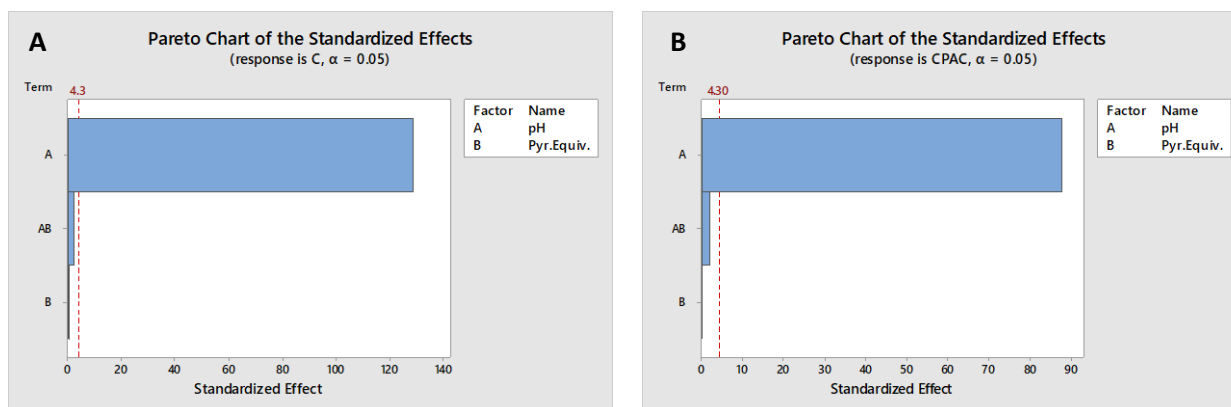 A
Pareto Chart of the Standardized Effects
(response is C, α = 0.05)
Term
4.3
Factor Name
A pH
B Pyr.Equiv.
A
AB
B
0 20 40 60 80 100 120 140
Standardized Effect
B
Pareto Chart of the Standardized Effects
(response is CPAC, α = 0.05)
Term
4.30
Factor Name
A pH
B Pyr.Equiv.
A
AB
B
0 10 20 30 40 50 60 70 80 90
Standardized Effect